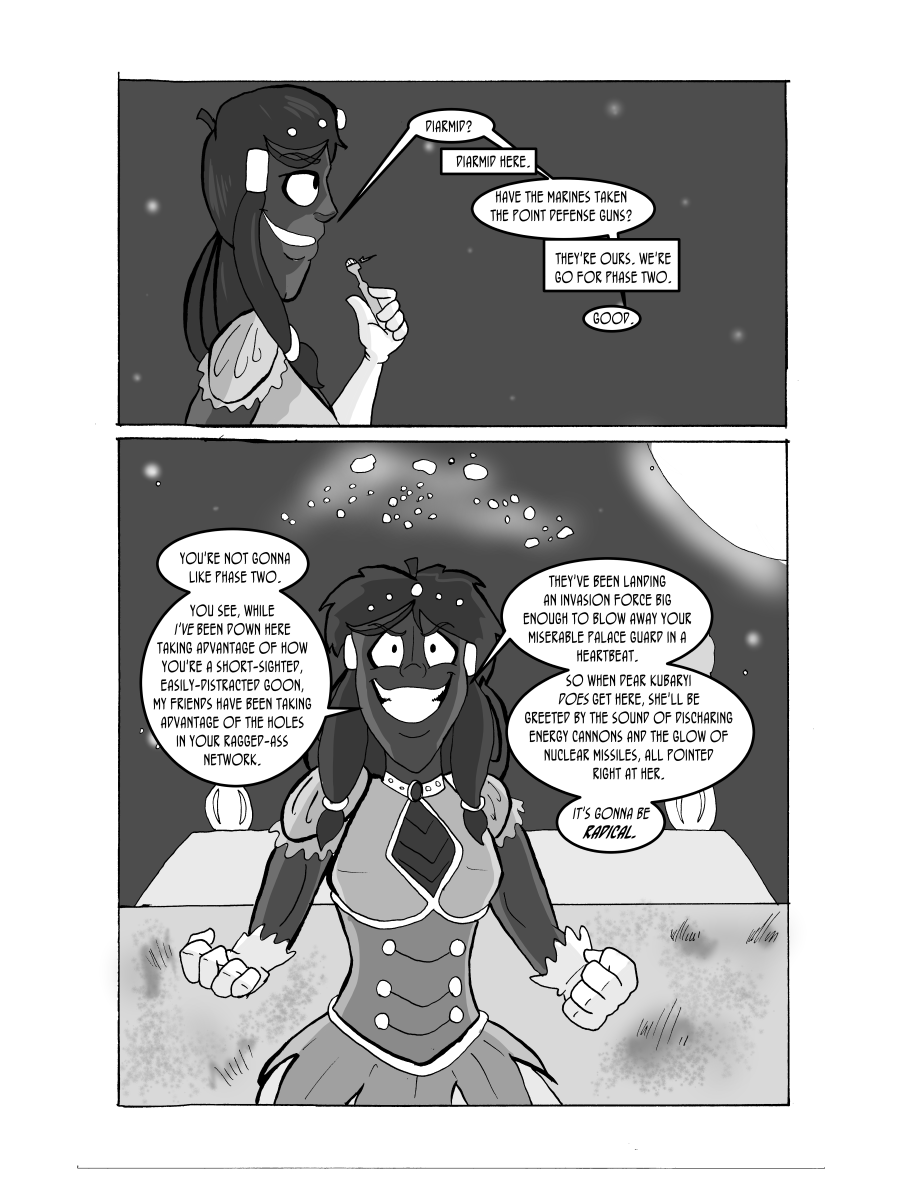 DIARMID?
DIARMID HERE.
HAVE THE MARINES TAKEN
THE POINT DEFENSE GUNS?
THEY'RE OURS. WE'RE
GO FOR PHASE TWO.
GOOD.
YOU'RE NOT GONNA
LIKE PHASE TWO.
YOU SEE, WHILE
I'VE BEEN DOWN HERE
TAKING ADVANTAGE OF HOW
YOU'RE A SHORT-SIGHTED,
EASILY-DISTRACTED GOON,
MY FRIENDS HAVE BEEN TAKING
ADVANTAGE OF THE HOLES
IN YOUR RAGGED-ASS
NETWORK.
THEY'VE BEEN LANDING
AN INVASION FORCE BIG
ENOUGH TO BLOW AWAY YOUR
MISERABLE PALACE GUARD IN A
HEARTBEAT.
SO WHEN DEAR KUBARYI
DOES GET HERE, SHE'LL BE
GREETED BY THE SOUND OF DISCHARING
ENERGY CANNONS AND THE GLOW OF
NUCLEAR MISSILES, ALL POINTED
RIGHT AT HER.
IT'S GONNA BE
RADICAL.